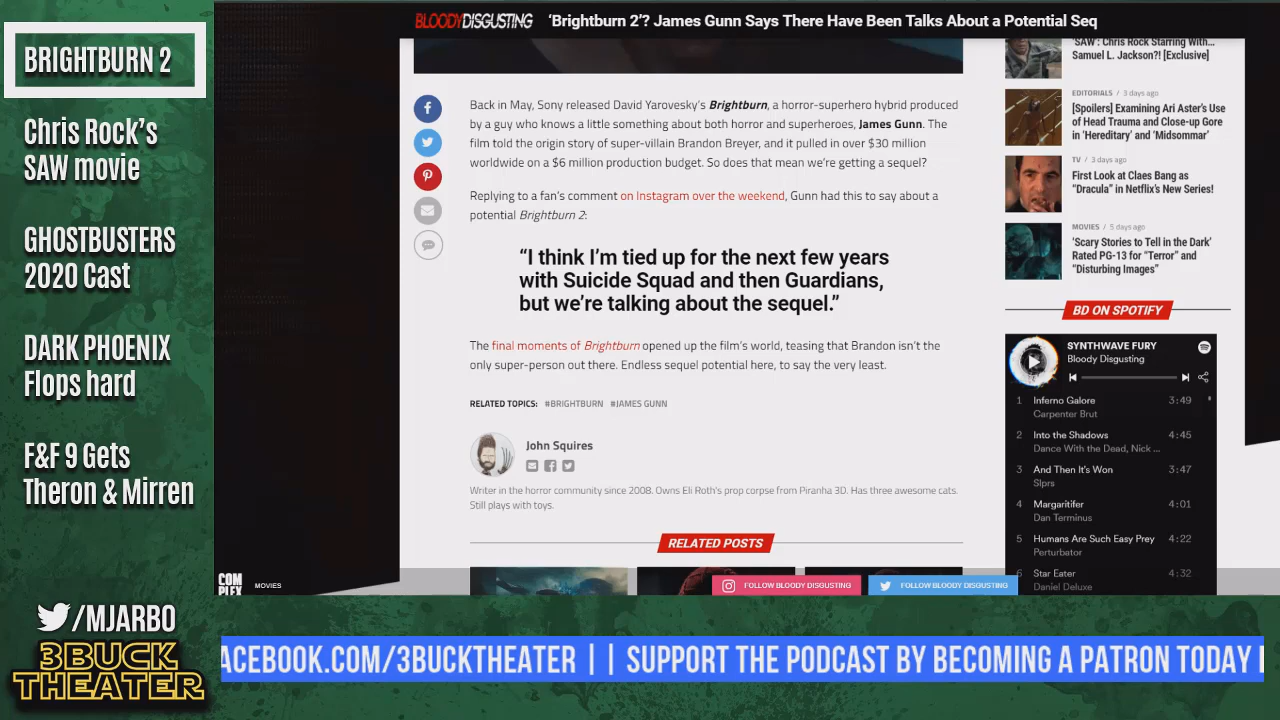 BRIGHTBURN 2
Chris Rock's
SAW movie
GHOSTBUSTERS
2020 Cast
DARK PHOENIX
Flops hard
F&F 9 Gets
Theron & Mirren
/MJARBO
3BUCK
THEATER
BLOODY DISGUSTING 'Brightburn 2'? James Gunn Says There Have Been Talks About a Potential Seq
Back in May, Sony released David Yarovesky's Brightburn, a horror-superhero hybrid produced
by a guy who knows a little something about both horror and superheroes, James Gunn. The
film told the origin story of super-villain Brandon Breyer, and it pulled in over $30 million
worldwide on a $6 million production budget. So does that mean we're getting a sequel?
Replying to a fan's comment on Instagram over the weekend, Gunn had this to say about a
potential Brightburn 2:
“I think I'm tied up for the next few years
with Suicide Squad and then Guardians,
but we're talking about the sequel.”
The final moments of Brightburn opened up the film's world, teasing that Brandon isn't the
only super-person out there. Endless sequel potential here, to say the very least.
RELATED TOPICS: #BRIGHTBURN #JAMES GUNN
John Squires
Writer in the horror community since 2008. Owns Eli Roth's prop corpse from Piranha 3D. Has three awesome cats.
Still plays with toys.
RELATED POSTS
COMPLEX MOVIES
FOLLOW BLOODY DISGUSTING
FOLLOW BLOODY DISGUSTING
'SAW': Chris Rock Starring With...
Samuel L. Jackson?! [Exclusive]
EDITORIALS / 3 days ago
[Spoilers] Examining Ari Aster's Use
of Head Trauma and Close-up Gore
in 'Hereditary' and 'Midsommar'
TV / 3 days ago
First Look at Claes Bang as
“Dracula” in Netflix's New Series!
MOVIES / 5 days ago
'Scary Stories to Tell in the Dark'
Rated PG-13 for “Terror” and
“Disturbing Images”
BD ON SPOTIFY
SYNTHWAVE FURY
Bloody Disgusting
1 Inferno Galore 3:49
Carpenter Brut
2 Into the Shadows 4:45
Dance With the Dead, Nick ...
3 And Then It's Won 3:47
Slprs
4 Margaritifer 4:01
Dan Terminus
5 Humans Are Such Easy Prey 4:22
Perturbator
6 Star Eater 4:32
Daniel Deluxe
ACEBOOK.COM/3BUCKTHEATER || SUPPORT THE PODCAST BY BECOMING A PATRON TODAY